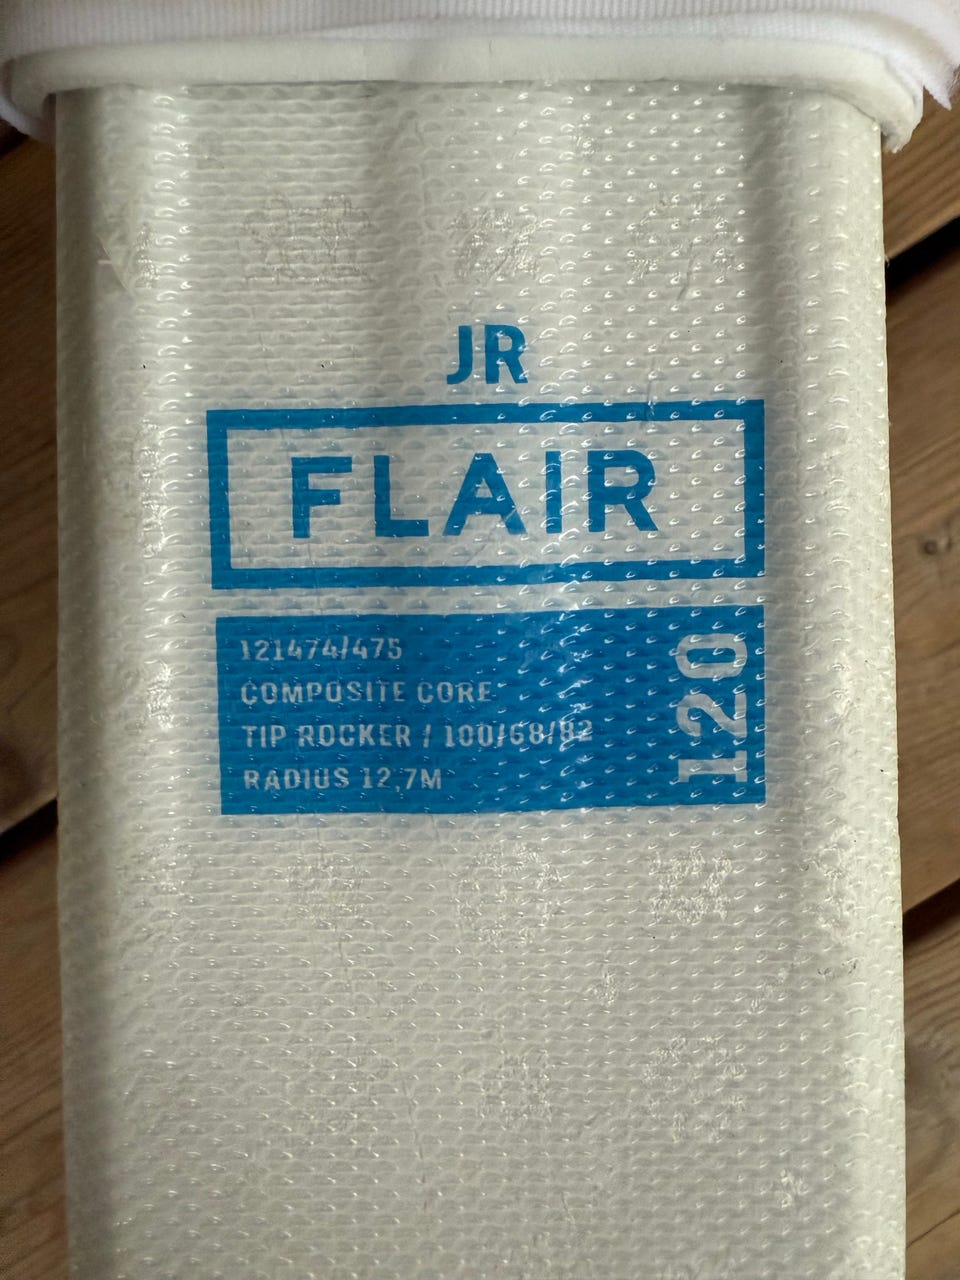 JR
FLAIR
121474/475
COMPOSITE CORE
TIP ROCKER / 100/68/82
RADIUS 12,7M
120